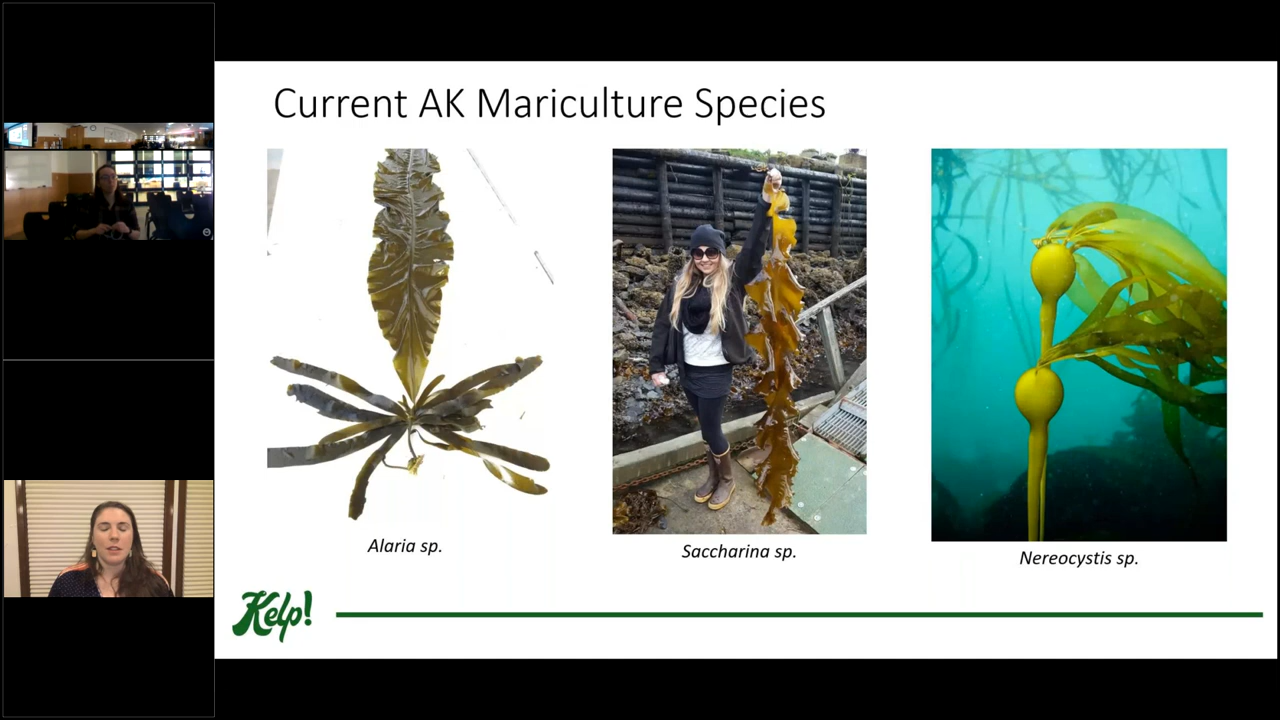 Current AK Mariculture Species
Alaria sp.
Saccharina sp.
Nereocystis sp.
Kelp!